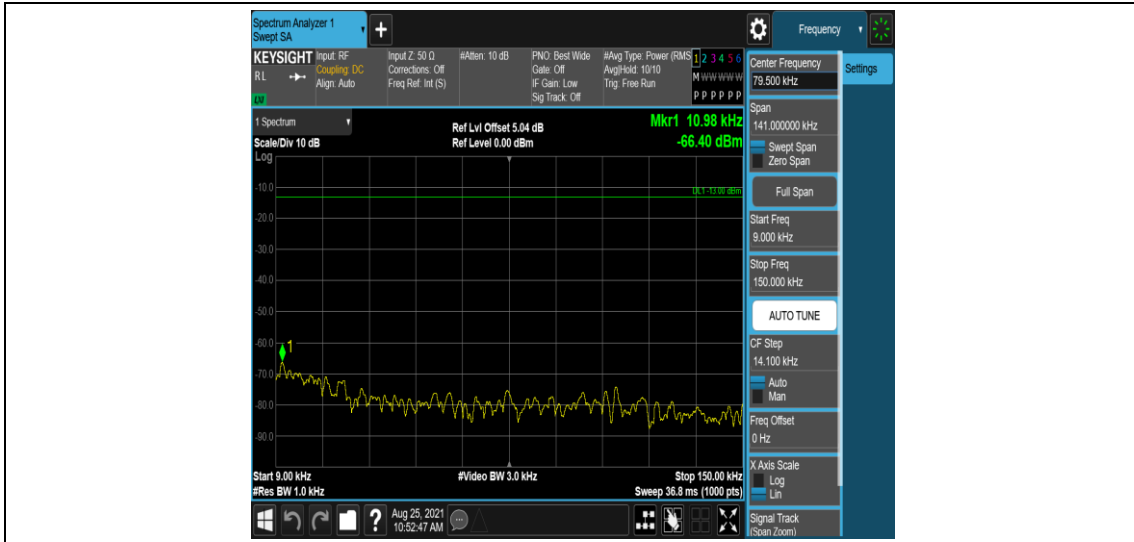 Spectrum Analyzer 1
Swept SA
+
Frequency
KEYSIGHT
R L
Input: RF
Coupling: DC
Align: Auto
Input Z: 50 Ω
Corrections: Off
Freq Ref: Int (S)
#Atten: 10 dB
PNO: Best Wide
Gate: Off
IF Gain: Low
Sig Track: Off
#Avg Type: Power (RMS
Avg|Hold: 10/10
Trig: Free Run
1 2 3 4 5 6
M W W W W W
P P P P P P
1 Spectrum
Scale/Div 10 dB
Log
Ref Lvl Offset 5.04 dB
Ref Level 0.00 dBm
Mkr1 10.98 kHz
-66.40 dBm
DL1 -13.00 dBm
-10.0
-20.0
-30.0
-40.0
-50.0
-60.0
-70.0
-80.0
-90.0
1
Start 9.00 kHz
#Res BW 1.0 kHz
#Video BW 3.0 kHz
Stop 150.00 kHz
Sweep 36.8 ms (1000 pts)
Center Frequency
79.500 kHz
Settings
Span
141.000000 kHz
Swept Span
Zero Span
Full Span
Start Freq
9.000 kHz
Stop Freq
150.000 kHz
AUTO TUNE
CF Step
14.100 kHz
Auto
Man
Freq Offset
0 Hz
X Axis Scale
Log
Lin
Signal Track
(Span Zoom)
?
Aug 25, 2021
10:52:47 AM